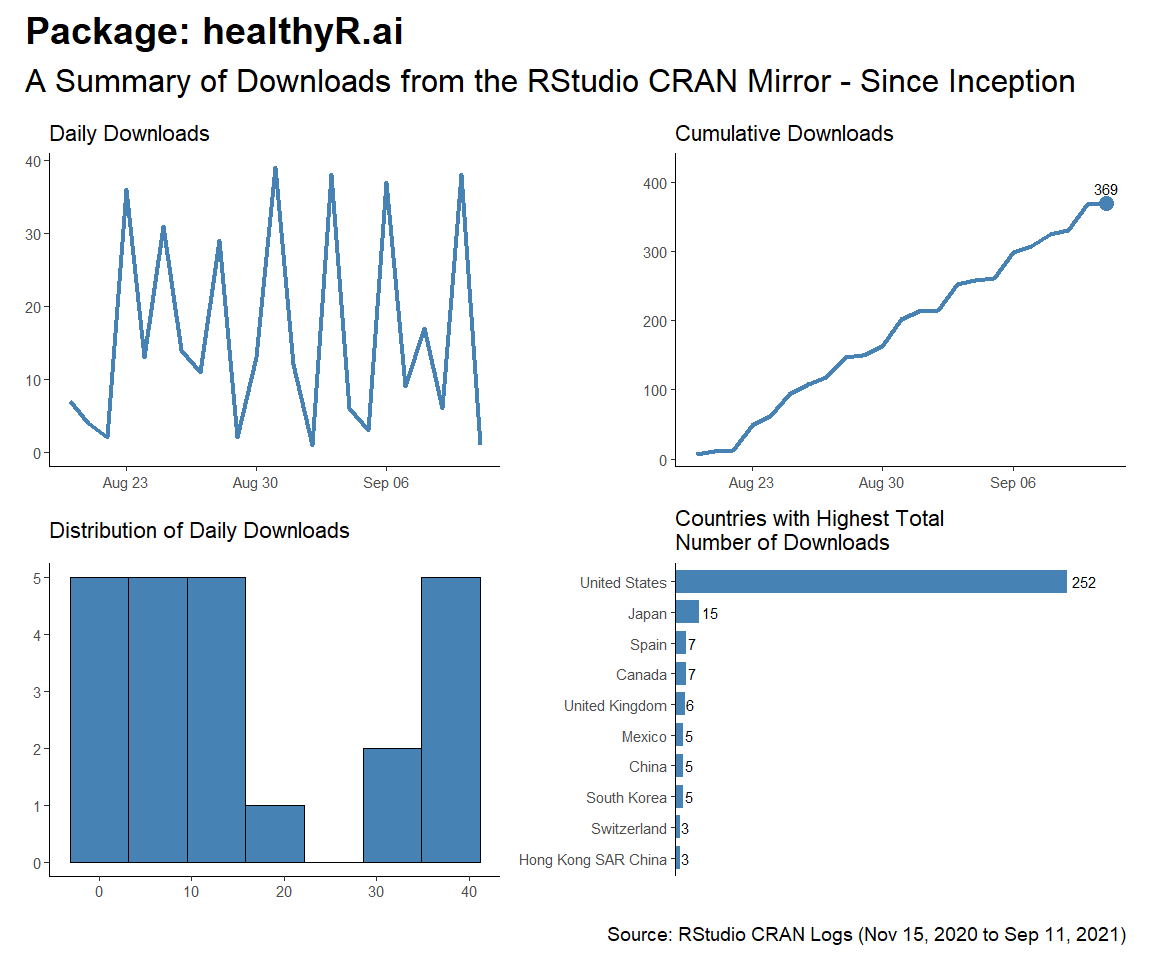 Package: healthyR.ai
A Summary of Downloads from the RStudio CRAN Mirror - Since Inception
Daily Downloads
40
30
20
10
0
Aug 23 Aug 30 Sep 06
Cumulative Downloads
400
300
200
100
0
369
Aug 23 Aug 30 Sep 06
Distribution of Daily Downloads
5
4
3
2
1
0
0 10 20 30 40
Countries with Highest Total
Number of Downloads
United States 252
Japan 15
Spain 7
Canada 7
United Kingdom 6
Mexico 5
China 5
South Korea 5
Switzerland 3
Hong Kong SAR China 3
Source: RStudio CRAN Logs (Nov 15, 2020 to Sep 11, 2021)